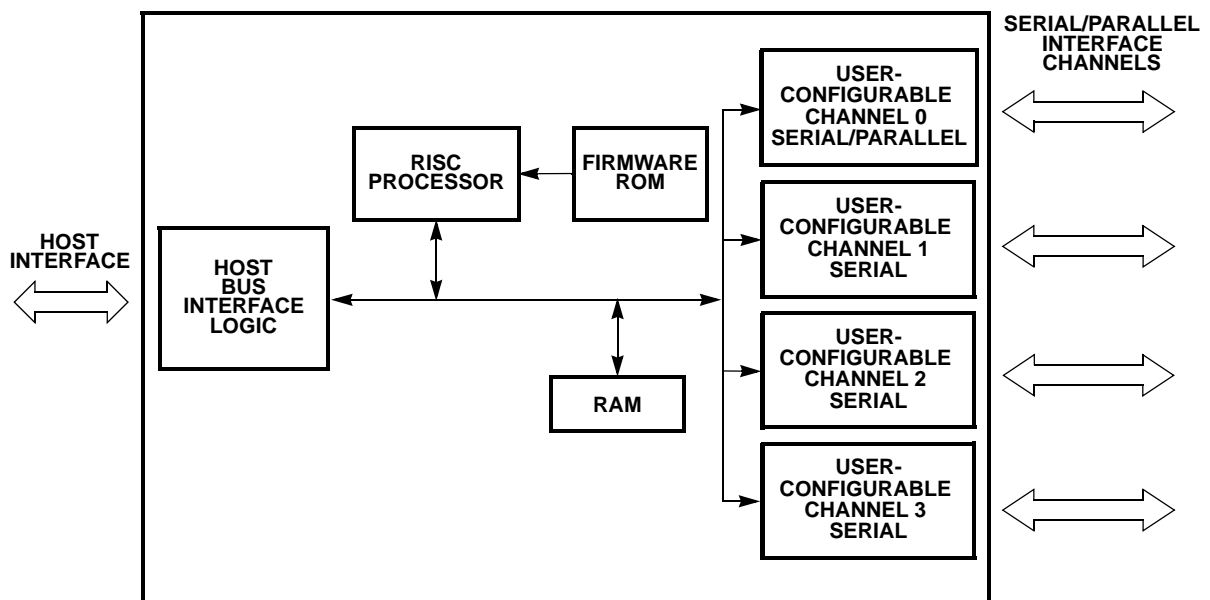 SERIAL/PARALLEL
INTERFACE
CHANNELS
USER-
CONFIGURABLE
CHANNEL 0
SERIAL/PARALLEL
RISC
PROCESSOR
FIRMWARE
ROM
USER-
CONFIGURABLE
CHANNEL 1
SERIAL
HOST
INTERFACE
HOST
BUS
INTERFACE
LOGIC
USER-
CONFIGURABLE
CHANNEL 2
SERIAL
RAM
USER-
CONFIGURABLE
CHANNEL 3
SERIAL